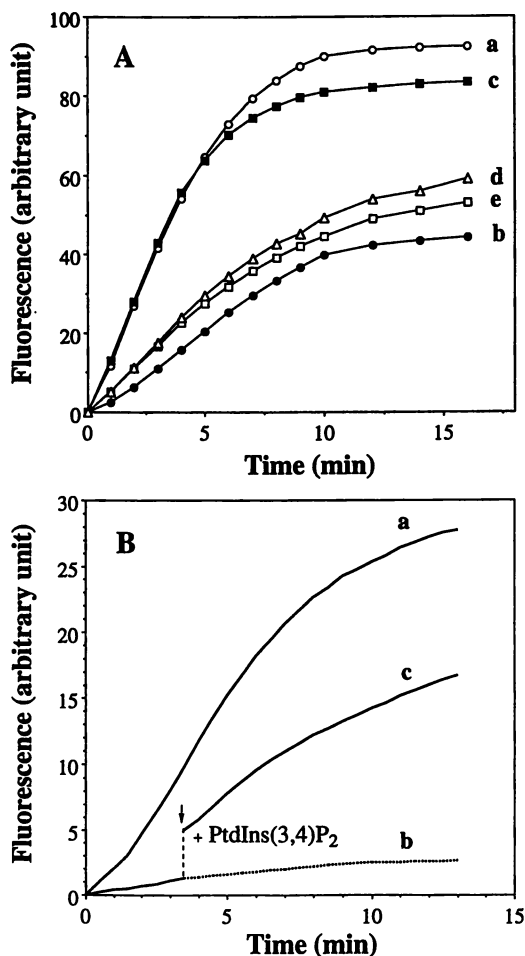 A
Fluorescence (arbitrary unit)
100
80
60
40
20
0
a
c
d
e
b
0
5
10
15
Time (min)
B
Fluorescence (arbitrary unit)
30
25
20
15
10
5
0
a
c
+ PtdIns(3,4)P₂
b
0
5
10
15
Time (min)